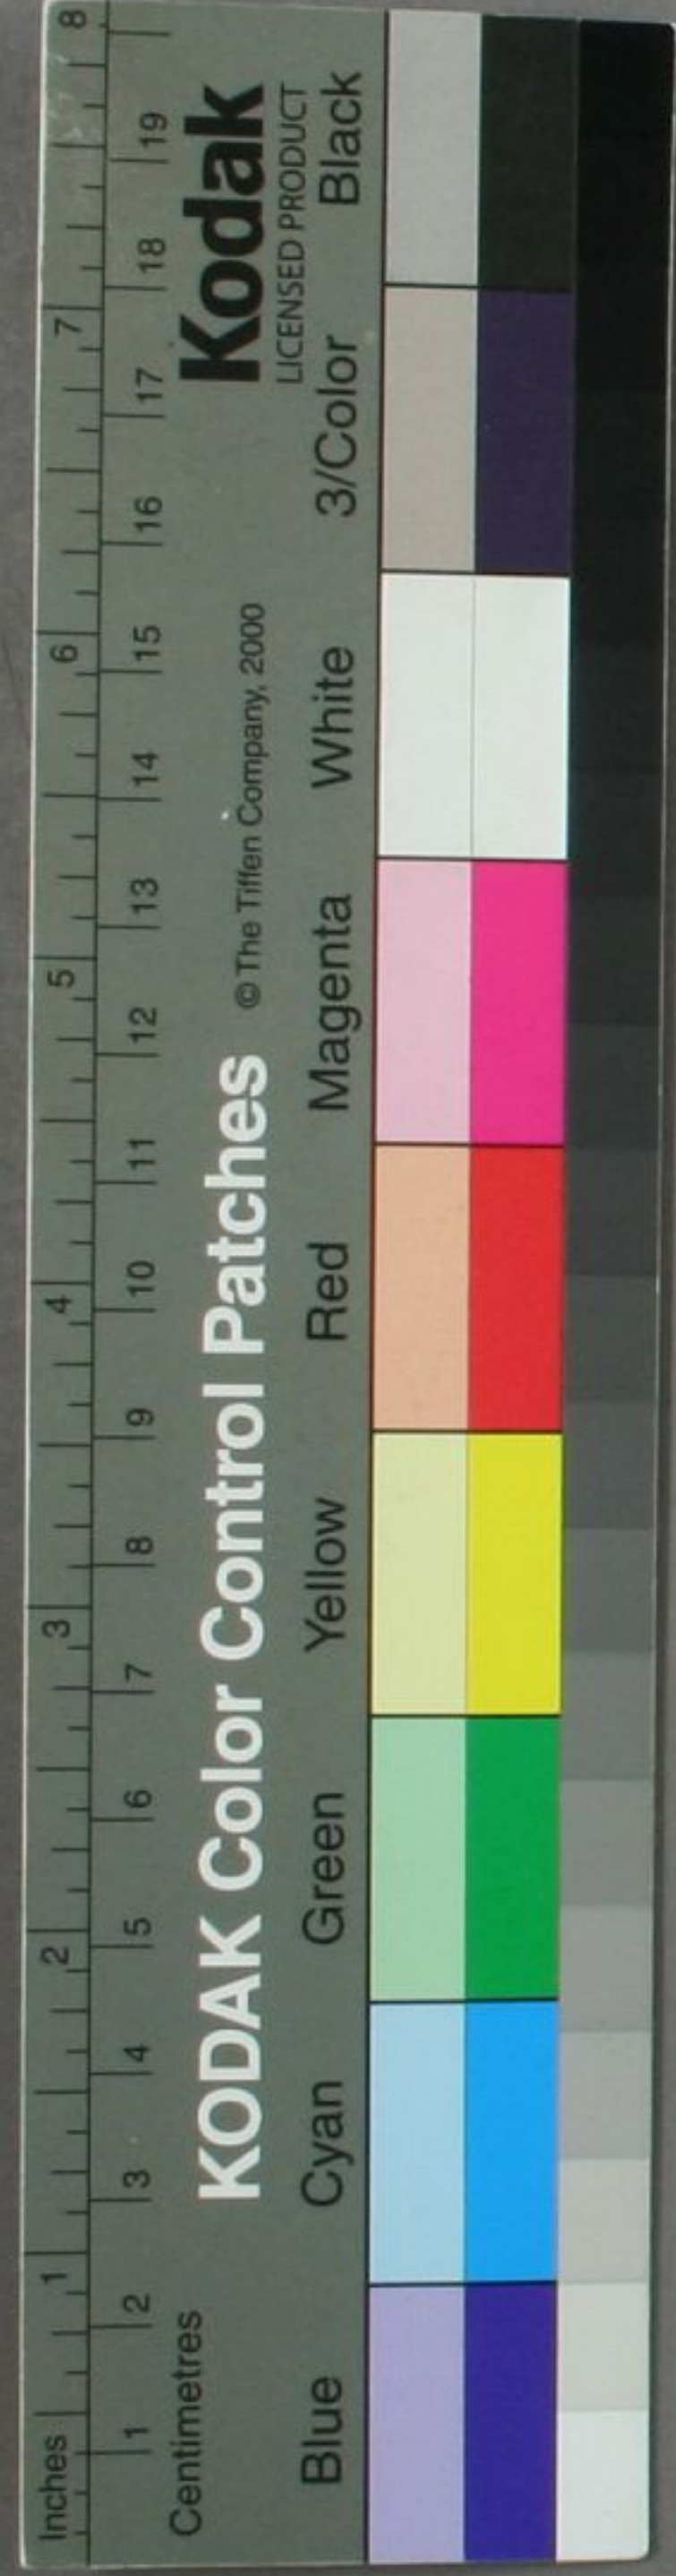 Inches 1 2 3 4 5 6 7 8
Centimetres 1 2 3 4 5 6 7 8 9 10 11 12 13 14 15 16 17 18 19
KODAK Color Control Patches © The Tiffen Company, 2000 Kodak
LICENSED PRODUCT
Blue Cyan Green Yellow Red Magenta White 3/Color Black